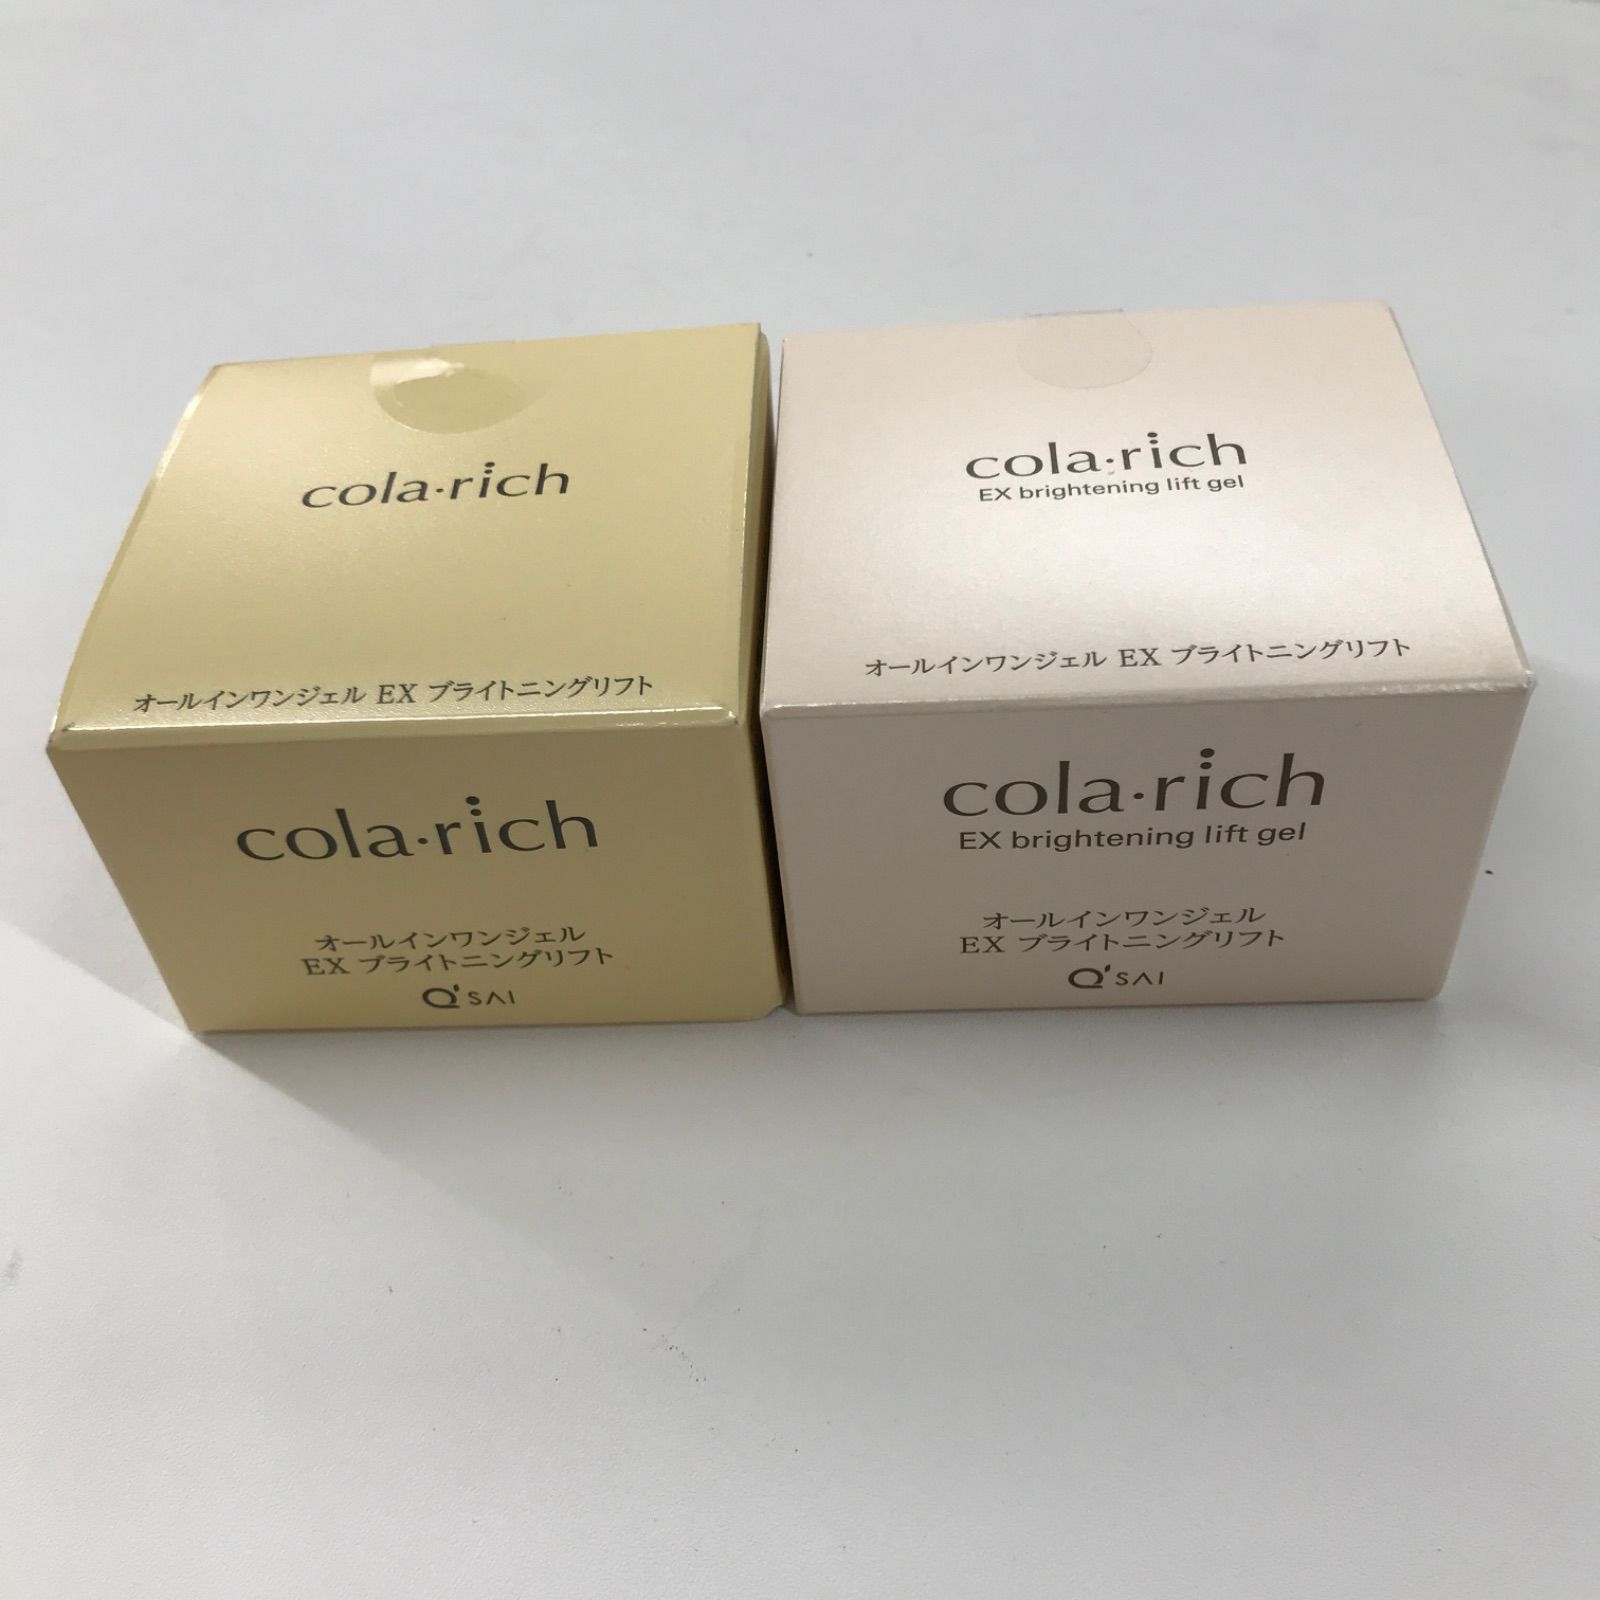 cola·rich
オールインワンジェル EX ブライトニングリフト
cola·rich
オールインワンジェル
EX ブライトニングリフト
Q'SAI
cola·rich
EX brightening lift gel
オールインワンジェル EX ブライトニングリフト
cola·rich
EX brightening lift gel
オールインワンジェル
EX ブライトニングリフト
Q'SAI